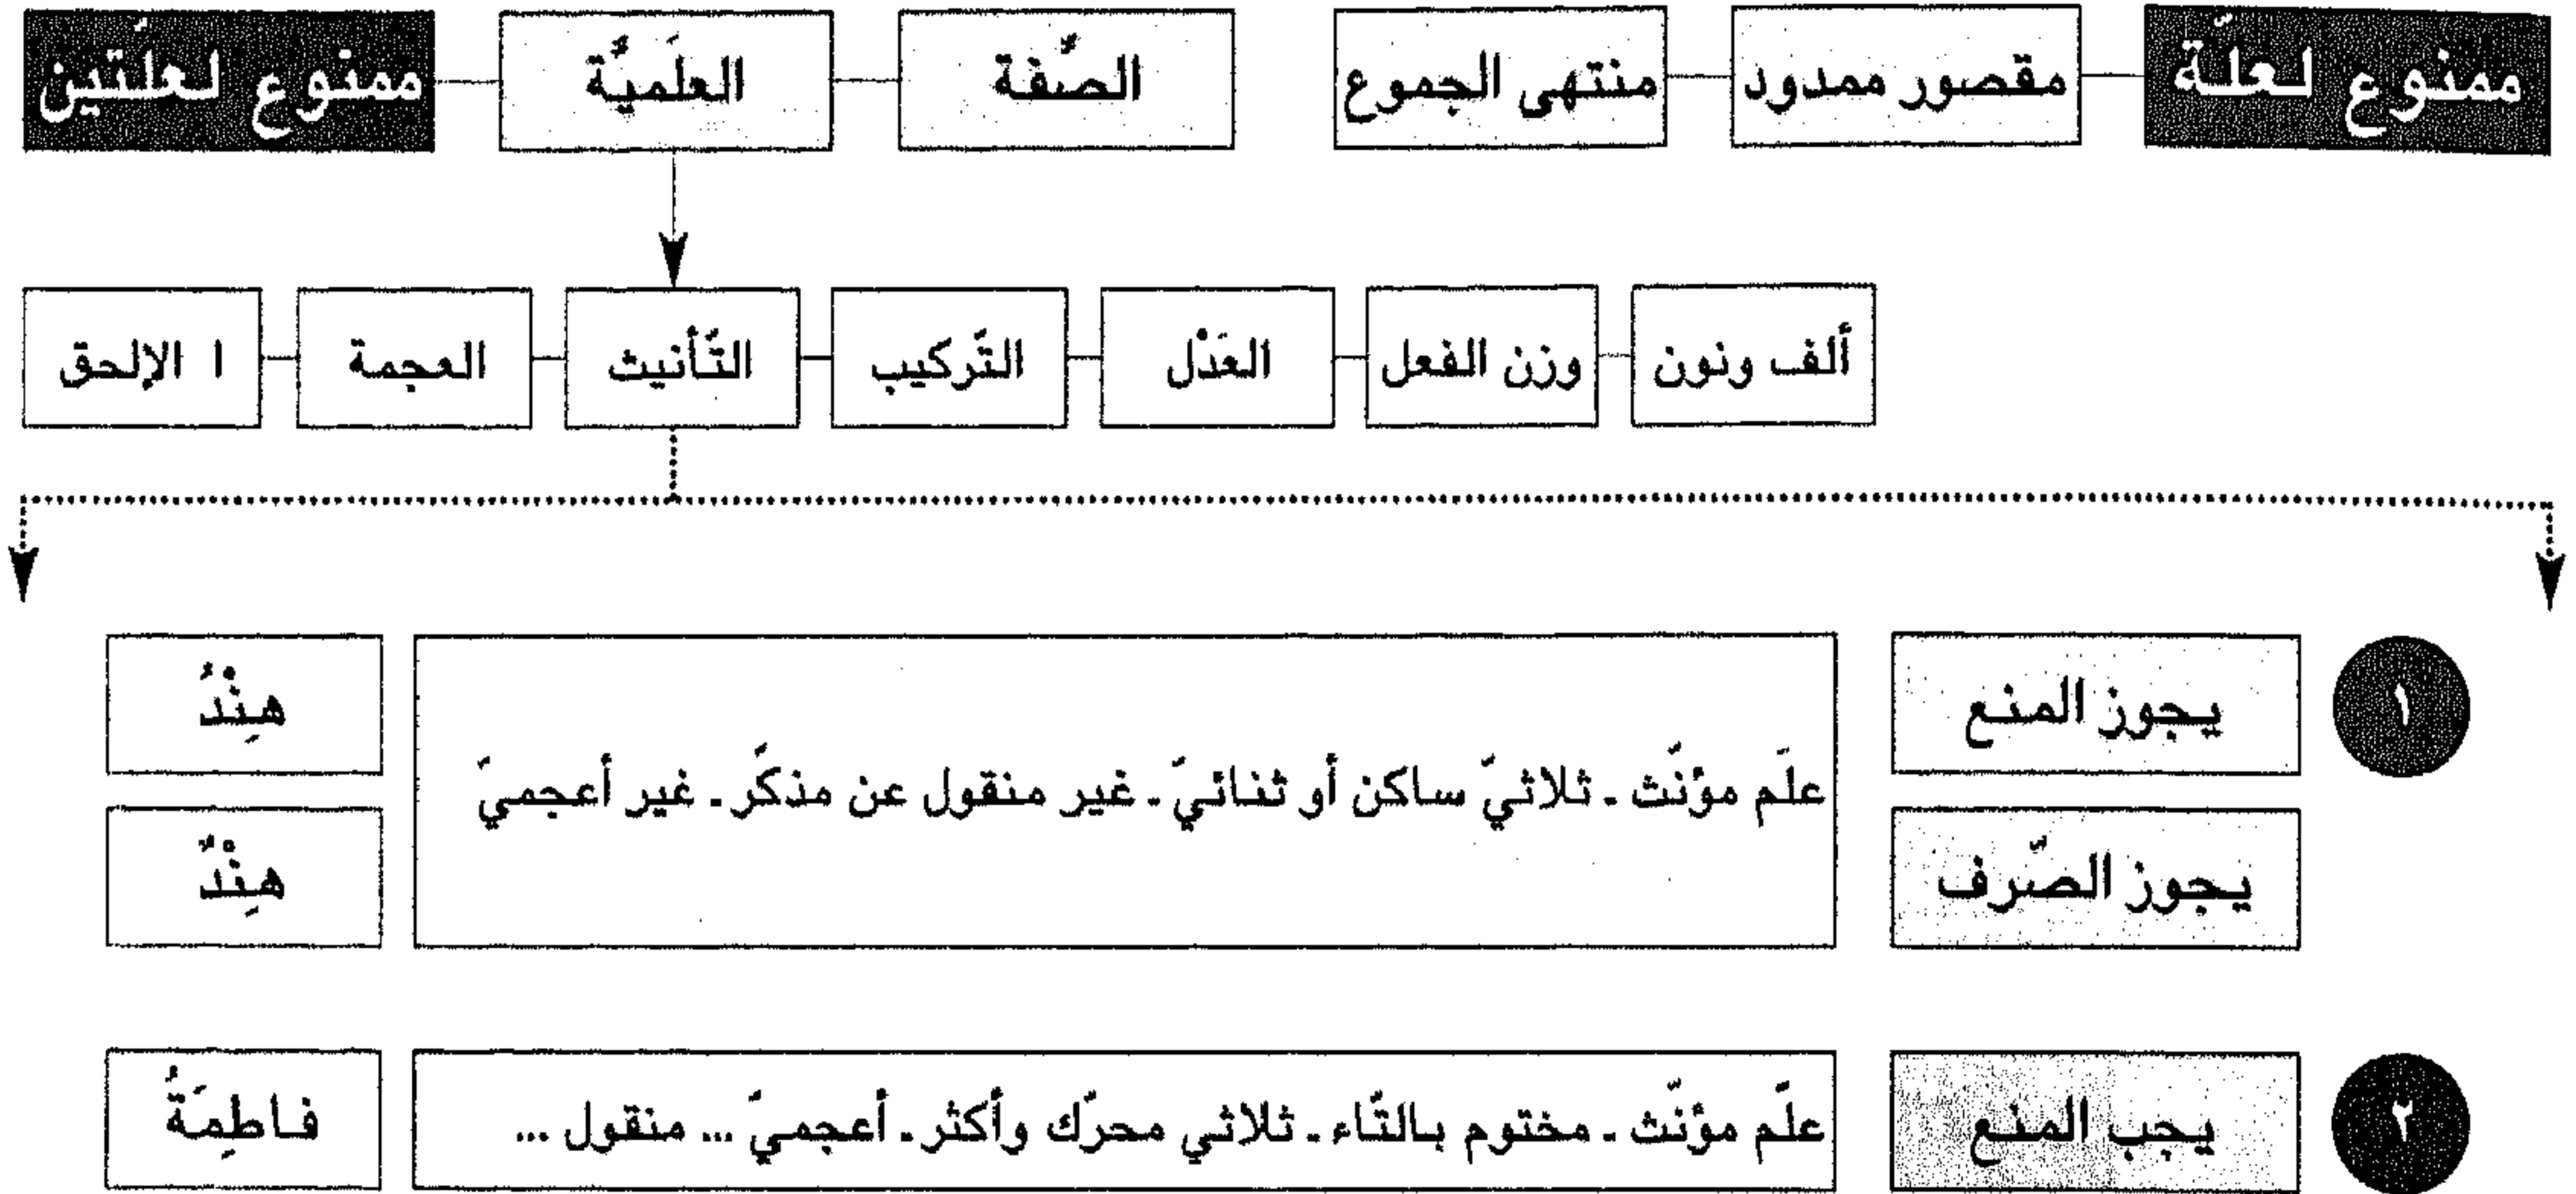 ممنوع لعلّة
مقصور ممدود
منتهى الجموع
الصّفة
العلَميّة
ممنوع لعلّتين
ألف ونون
وزن الفعل
العَدْل
التّركيب
التّأنيث
العجمة
ا الإلحق
١
يجوز المنع
يجوز الصّرف
علَم مؤنّث ـ ثلاثيّ ساكن أو ثنائيّ ـ غير منقول عن مذكّر ـ غير أعجميّ
هِنْدُ
هِنْدٌ
٢
يجب المنع
علّم مؤنّث ـ مختوم بالتّاء ـ ثلاثي محرّك وأكثر ـ أعجميّ ... منقول ...
فاطِمَةُ